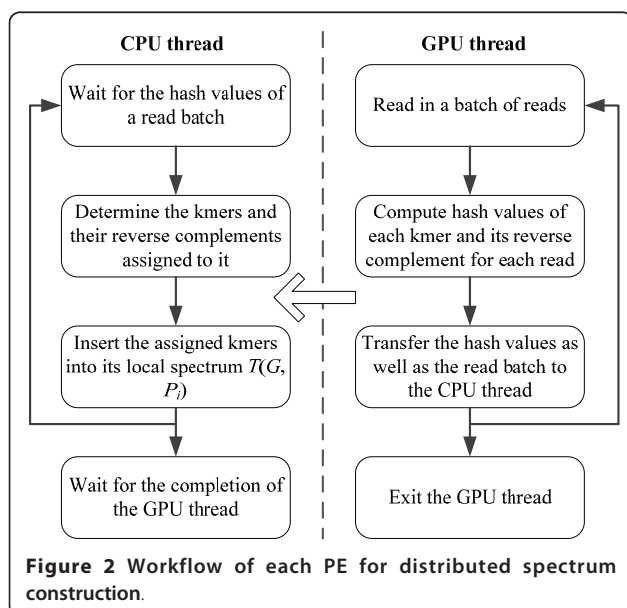 CPU thread
GPU thread
Wait for the hash values of
a read batch
Determine the kmers and
their reverse complements
assigned to it
Insert the assigned kmers
into its local spectrum T(G,
Pi)
Wait for the completion of
the GPU thread
Read in a batch of reads
Compute hash values of
each kmer and its reverse
complement for each read
Transfer the hash values as
well as the read batch to
the CPU thread
Exit the GPU thread
Figure 2 Workflow of each PE for distributed spectrum
construction.